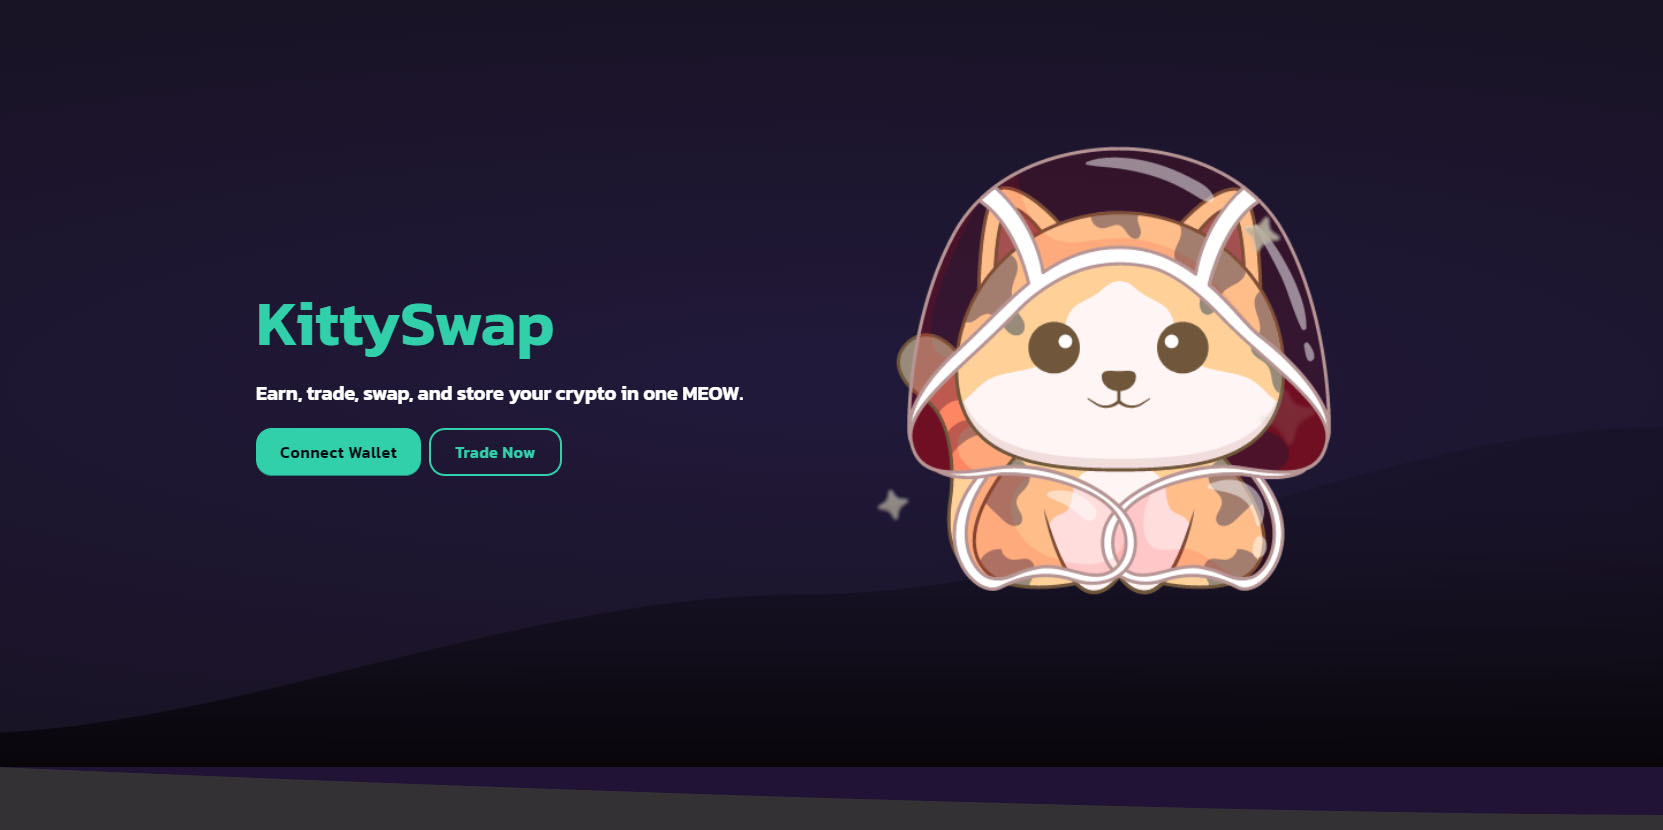 KittySwap
Earn, trade, swap, and store your crypto in one MEOW.
Connect Wallet
Trade Now